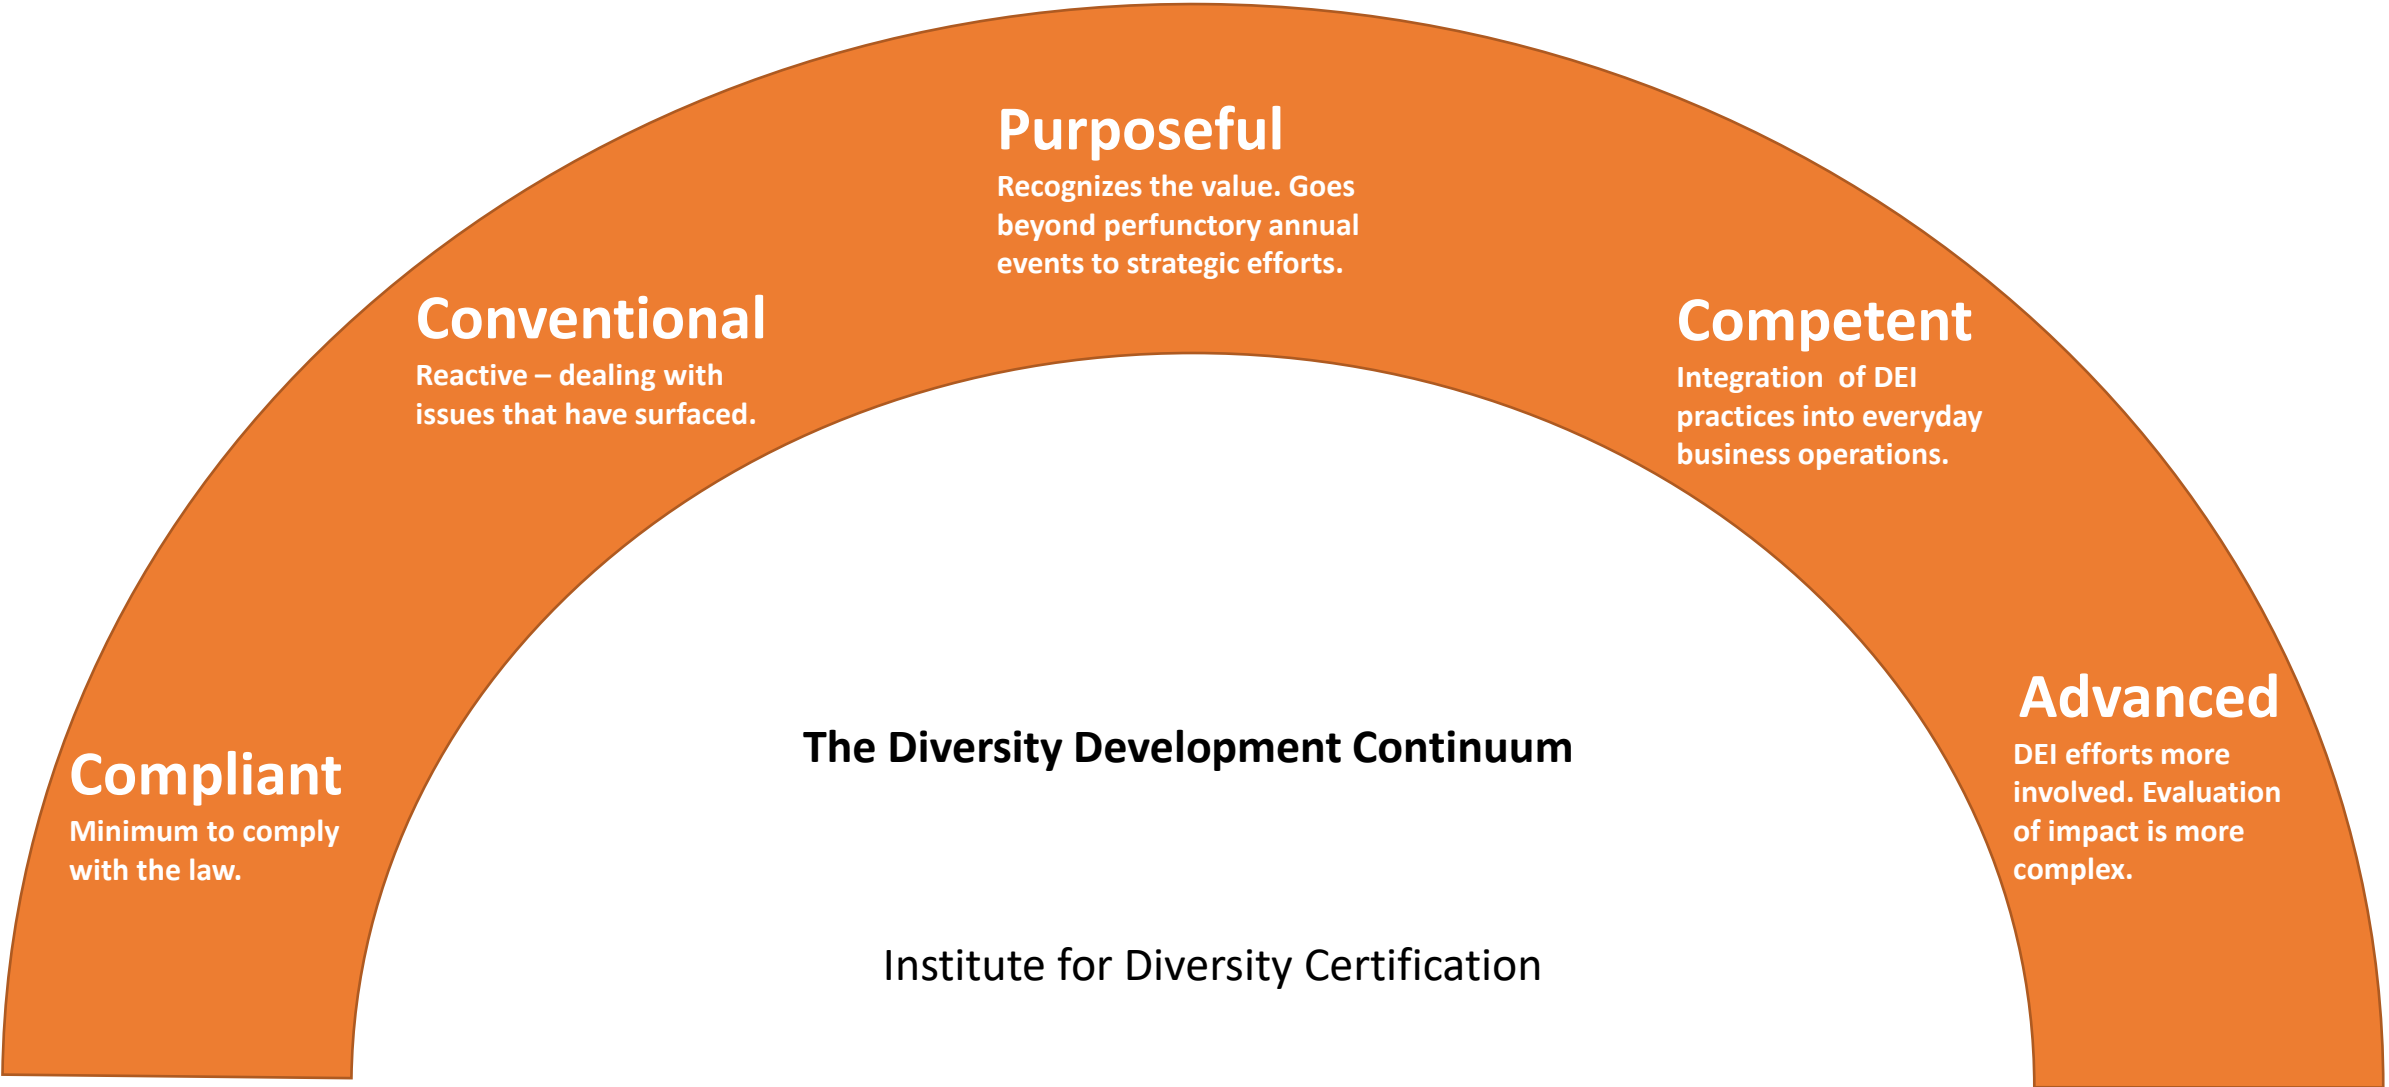 Compliant
Minimum to comply
with the law.
Conventional
Reactive – dealing with
issues that have surfaced.
Purposeful
Recognizes the value. Goes
beyond perfunctory annual
events to strategic efforts.
Competent
Integration  of DEI
practices into everyday
business operations.
Advanced
DEI efforts more
involved. Evaluation
of impact is more
complex.
The Diversity Development Continuum
Institute for Diversity Certification